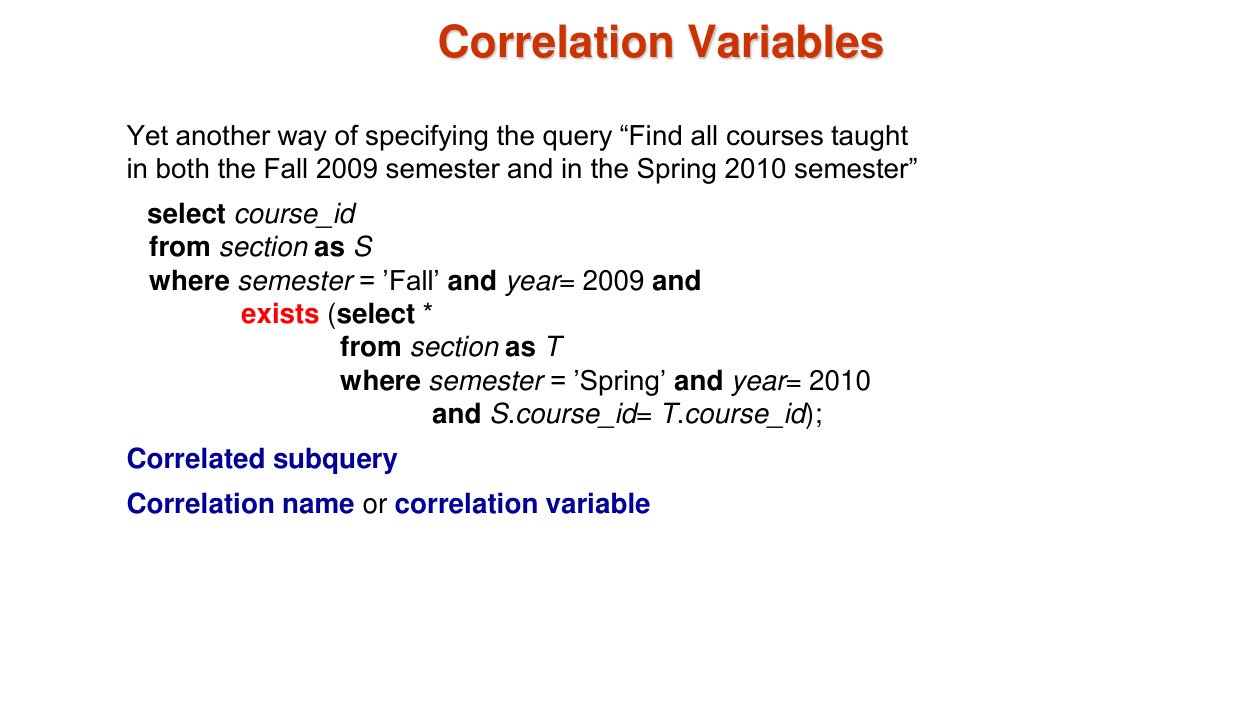 Correlation Variables
Yet another way of specifying the query “Find all courses taught
in both the Fall 2009 semester and in the Spring 2010 semester”
select course_id
from section as S
where semester = ’Fall’ and year= 2009 and
exists (select *
from section as T
where semester = ’Spring’ and year= 2010
and S.course_id= T.course_id);
Correlated subquery
Correlation name or correlation variable